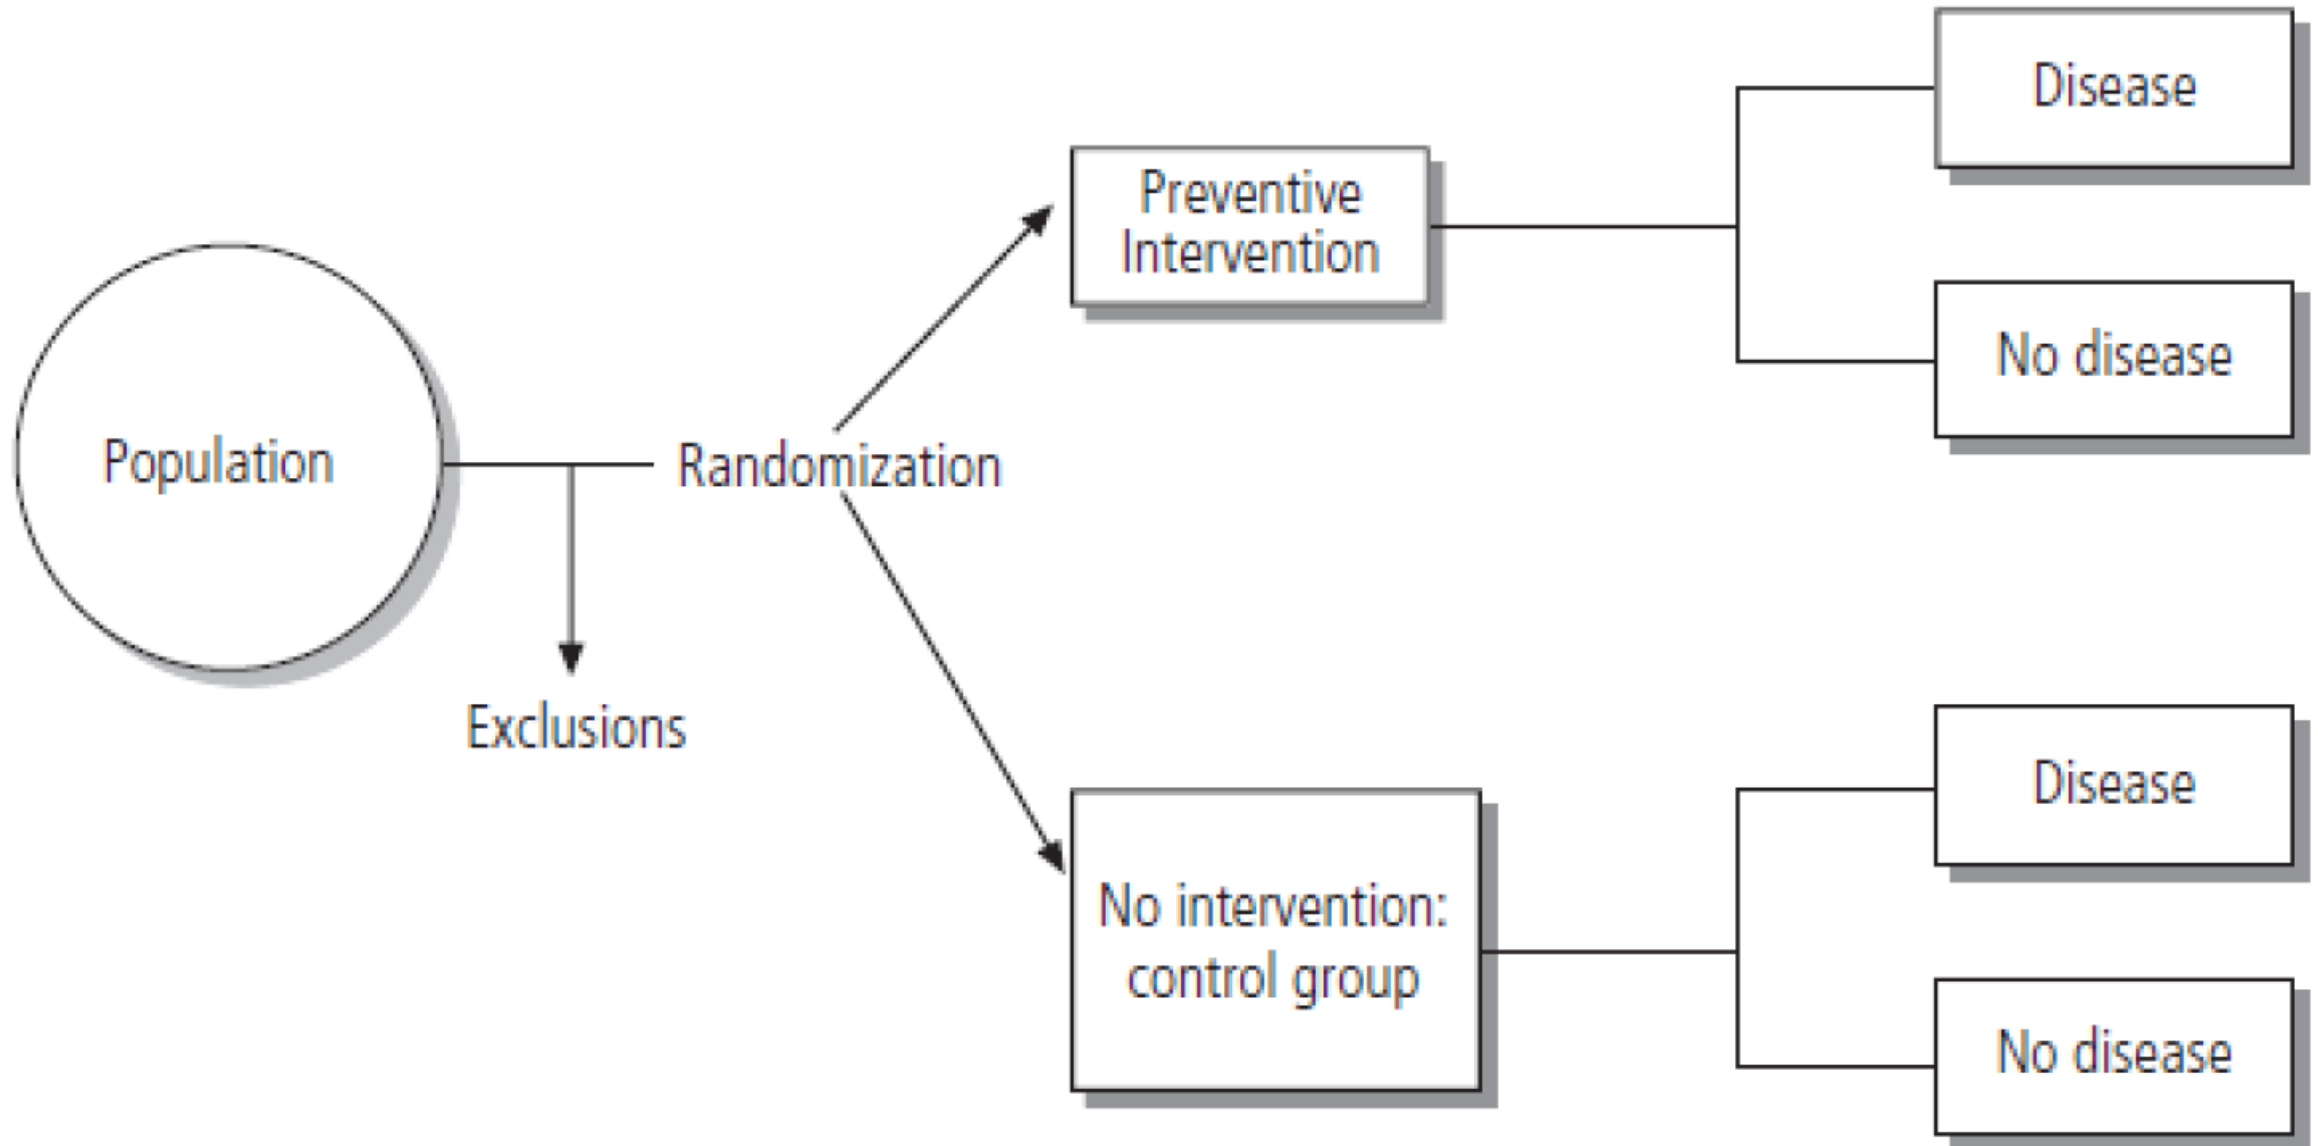 Population
Exclusions
Randomization
Preventive
Intervention
Disease
No disease
No intervention:
control group
Disease
No disease